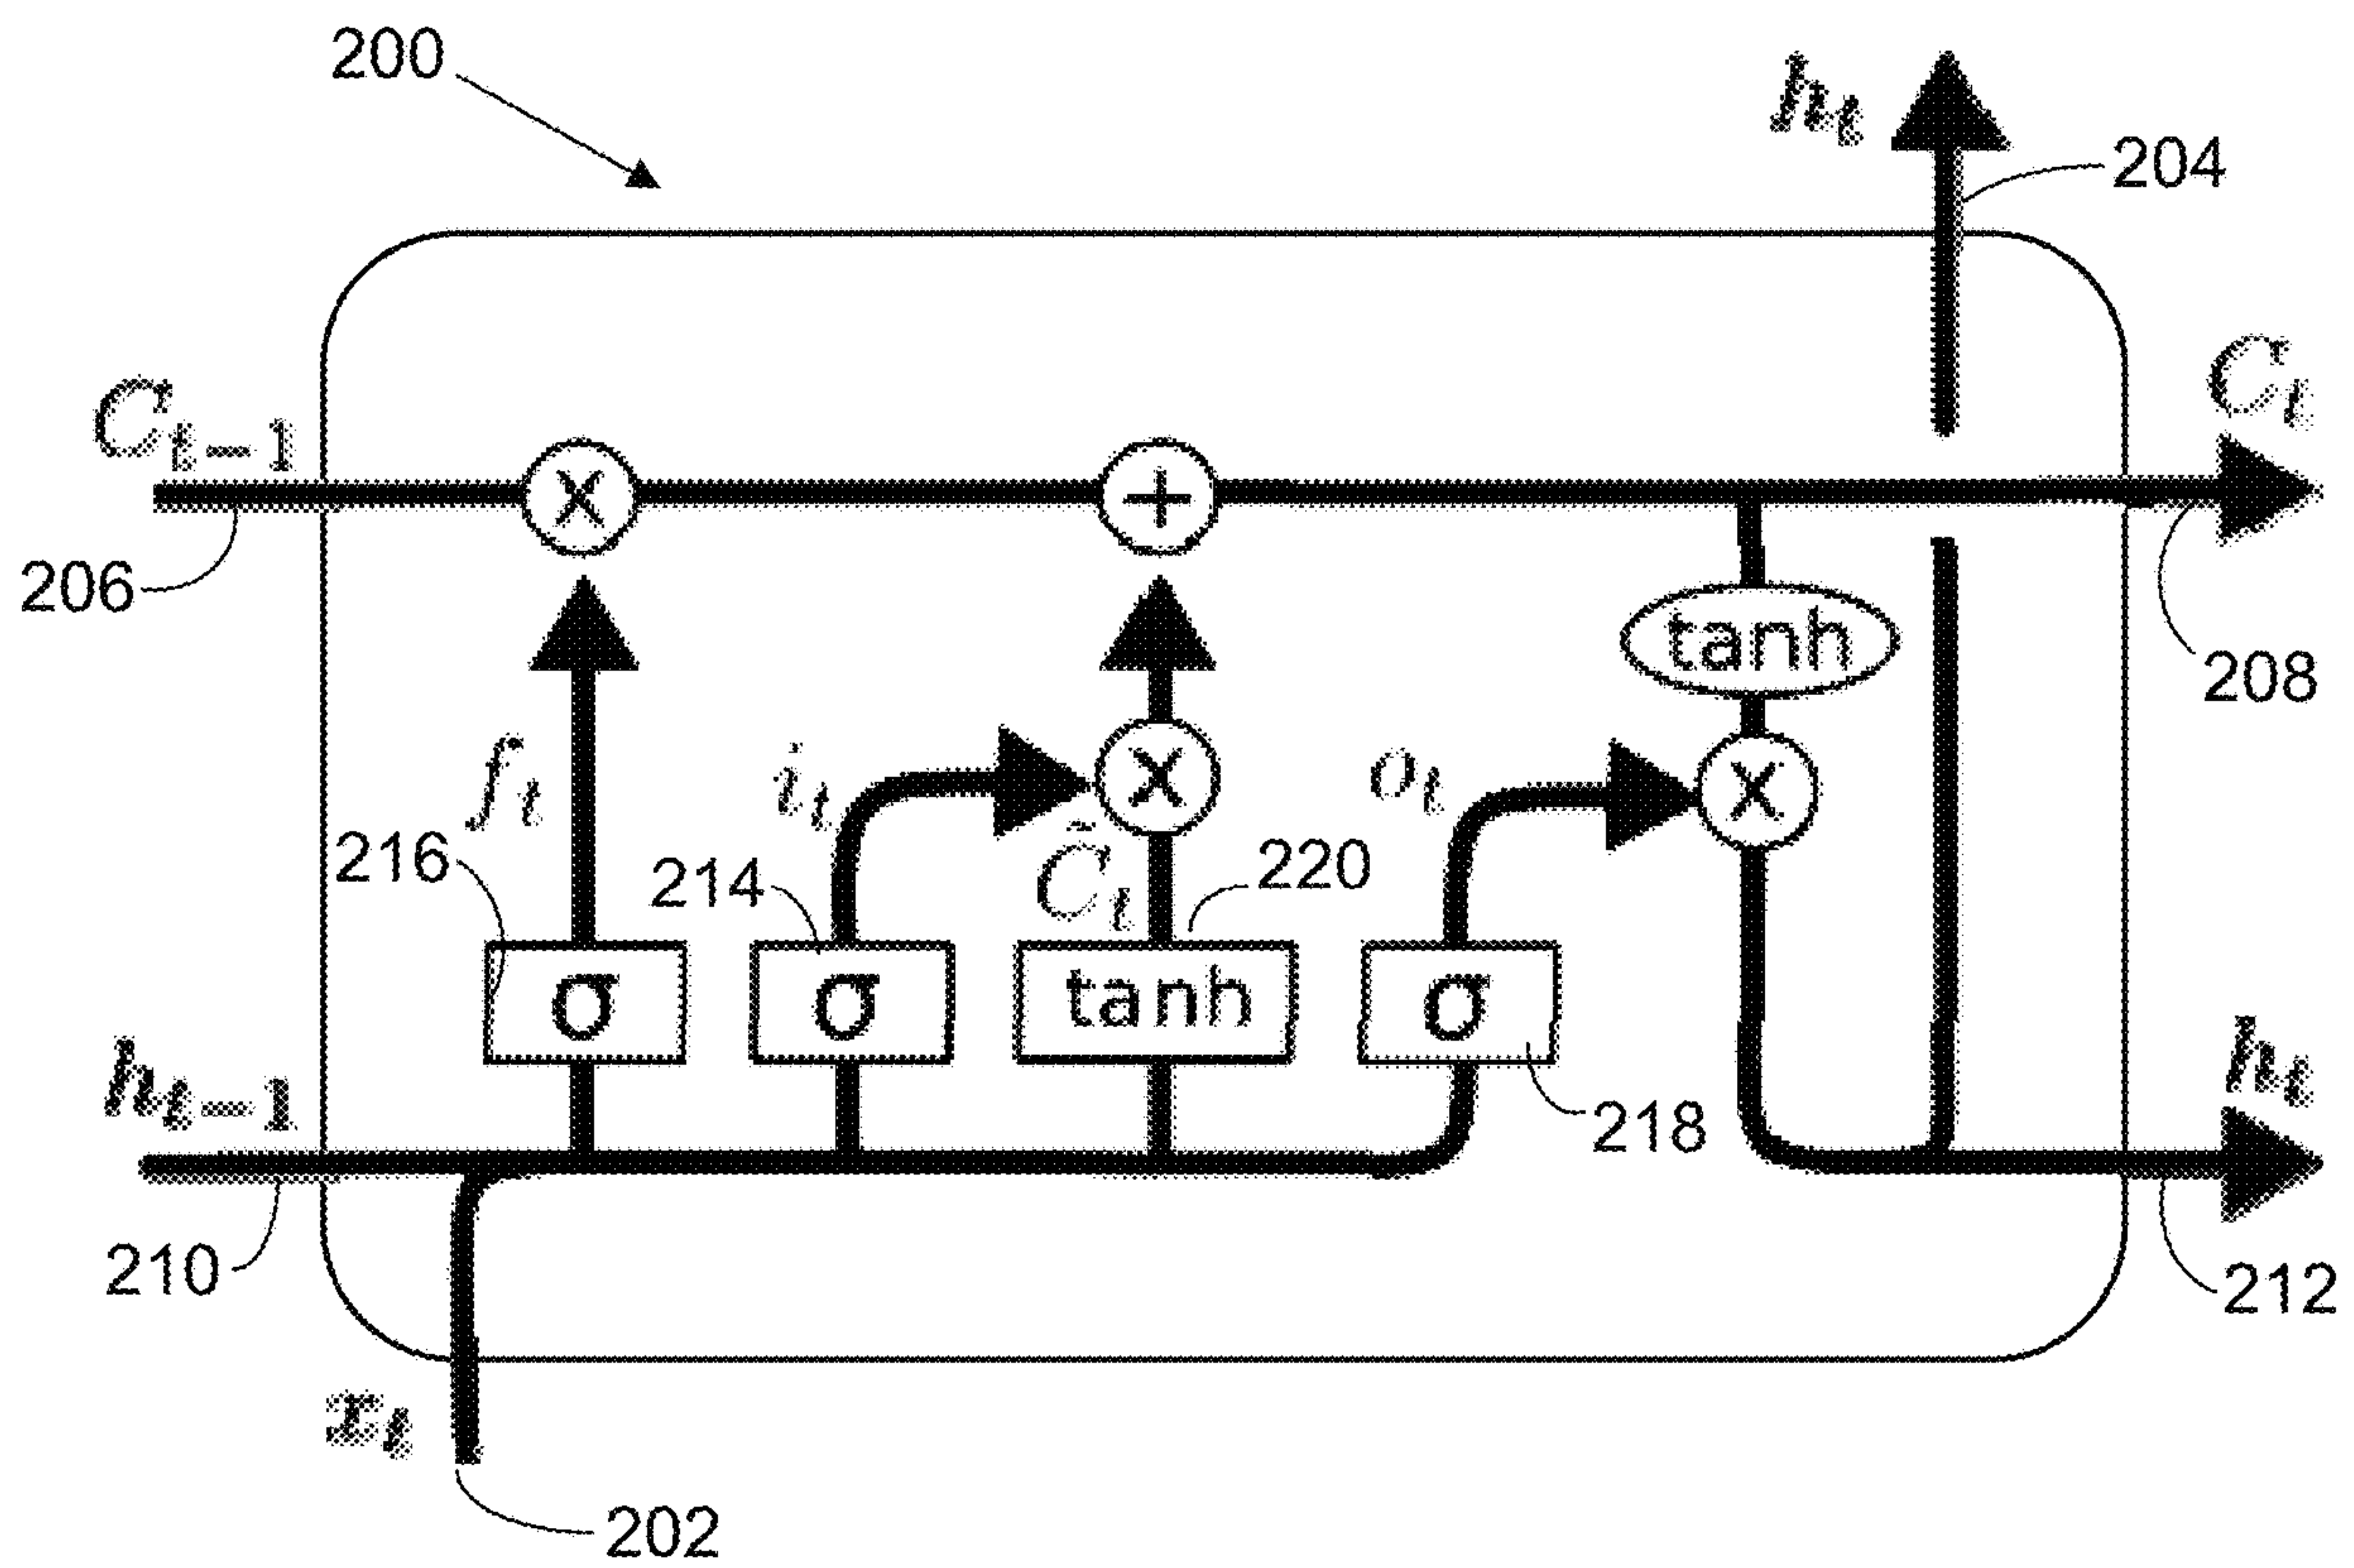 200
h_t
204
C_{t-1}
C_t
206
×
+
tanh
208
f_t
i_t
×
o_t
×
216
214
C̃_t
220
σ
σ
tanh
σ
h_{t-1}
h_t
218
210
212
x_t
202